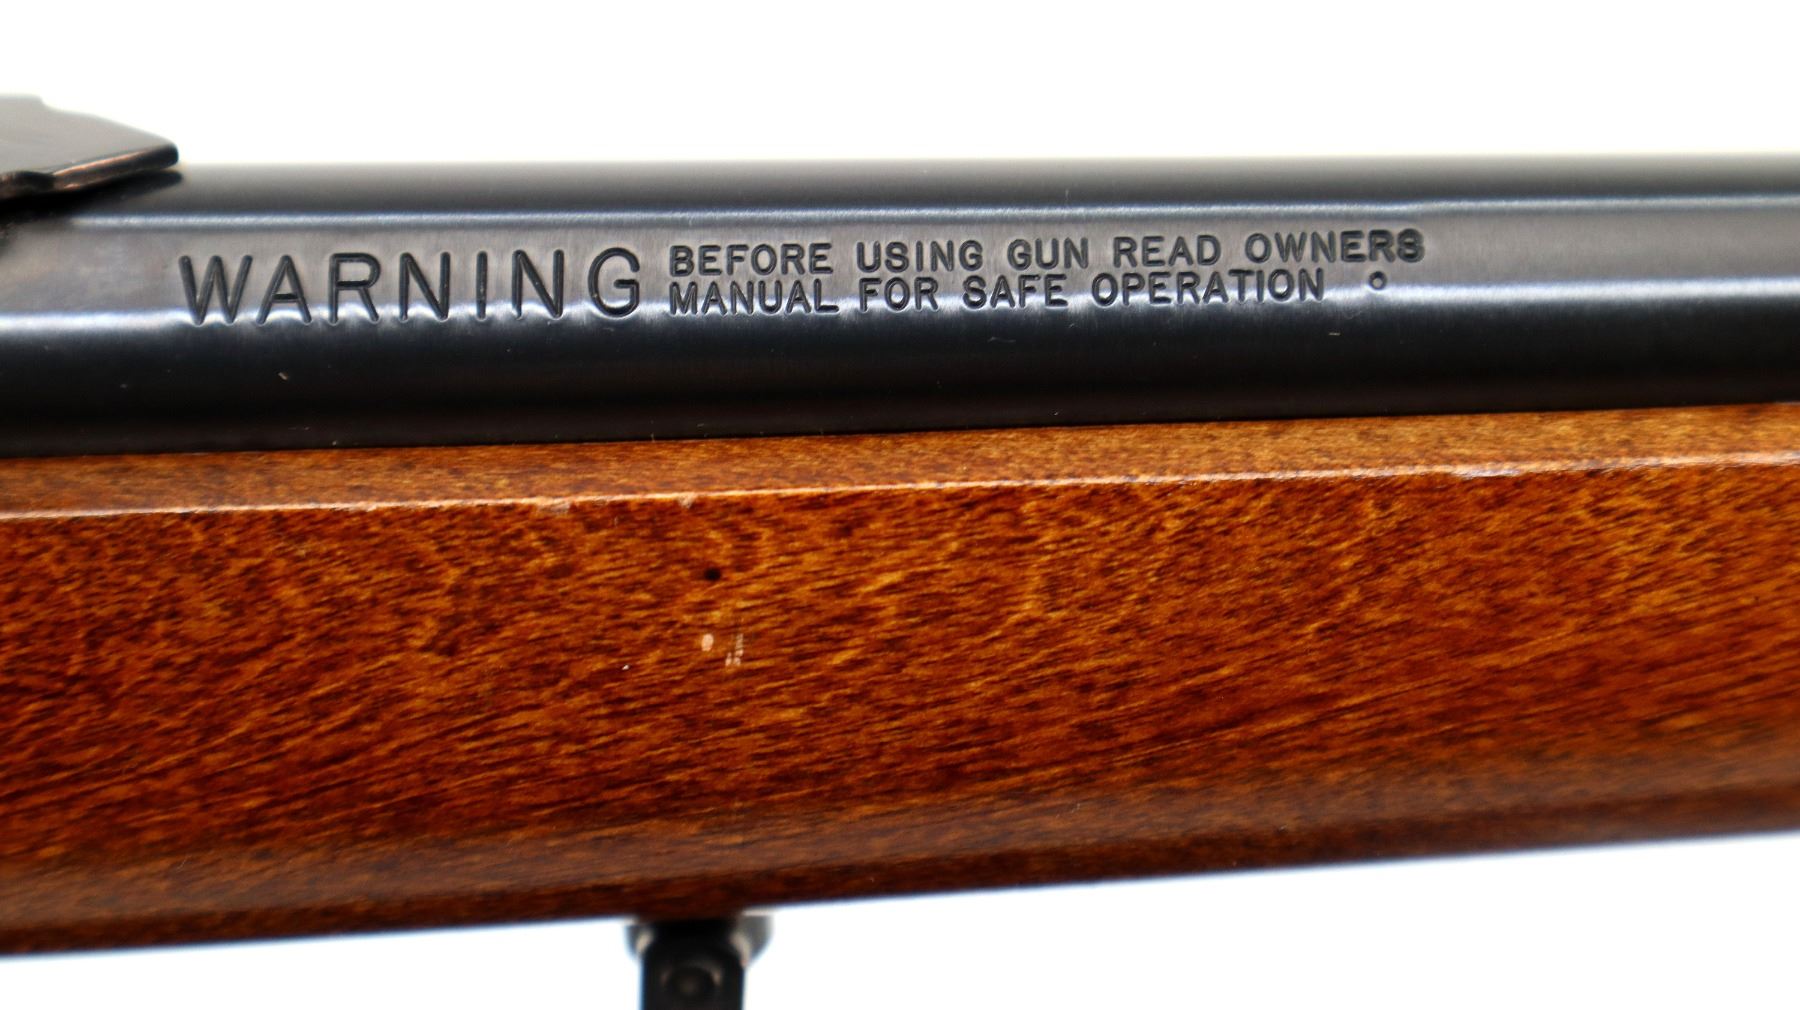 WARNING BEFORE USING GUN READ OWNERS
MANUAL FOR SAFE OPERATION